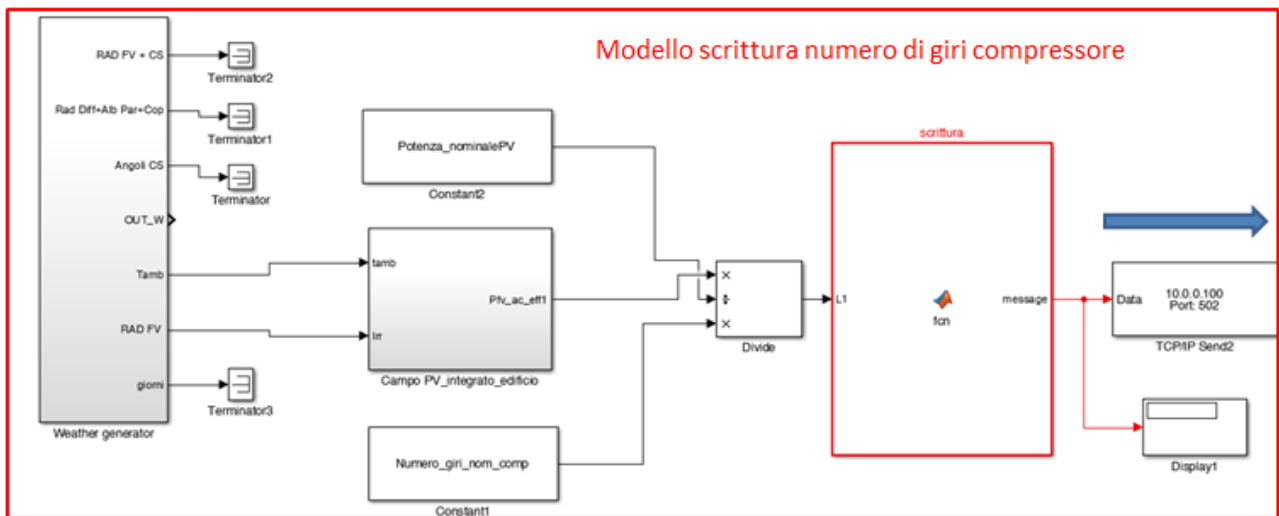 Modello scrittura numero di giri compressore
RAD FV + CS
Terminator2
Rad Diff+Alb Par+Cop
Terminator1
Angoli CS
Terminator
OUT_W
Tamb
RAD FV
giorni
Terminator3
Weather generator
Potenza_nominalePV
Constant2
tamb
Pfv_ac_eff1
Irr
Campo PV_integrato_edificio
Numero_giri_nom_comp
Constant1
×
÷
×
Divide
scrittura
L1
fcn
message
Data
10.0.0.100
Port: 502
TCP/IP Send2
Display1